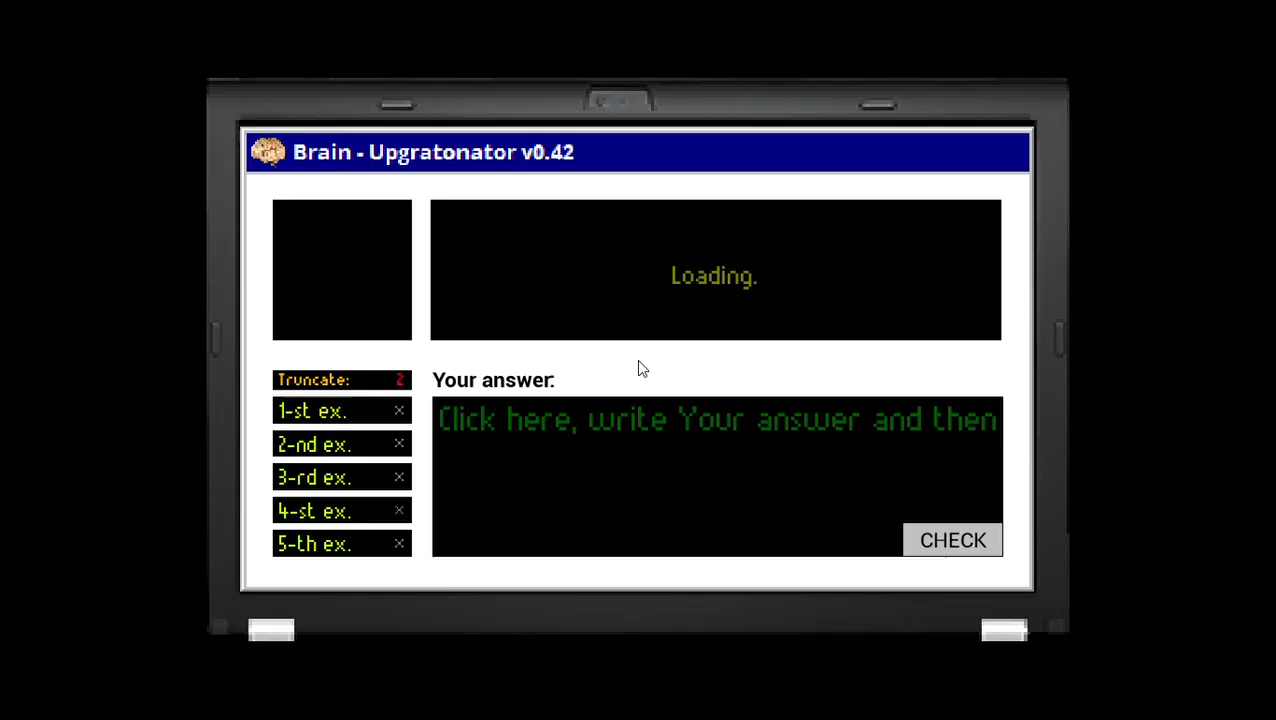 Brain - Upgratonator v0.42
Loading.
Truncate: 2
Your answer:
1-st ex. ×
2-nd ex. ×
3-rd ex. ×
4-st ex. ×
5-th ex. ×
Click here, write Your answer and then
CHECK